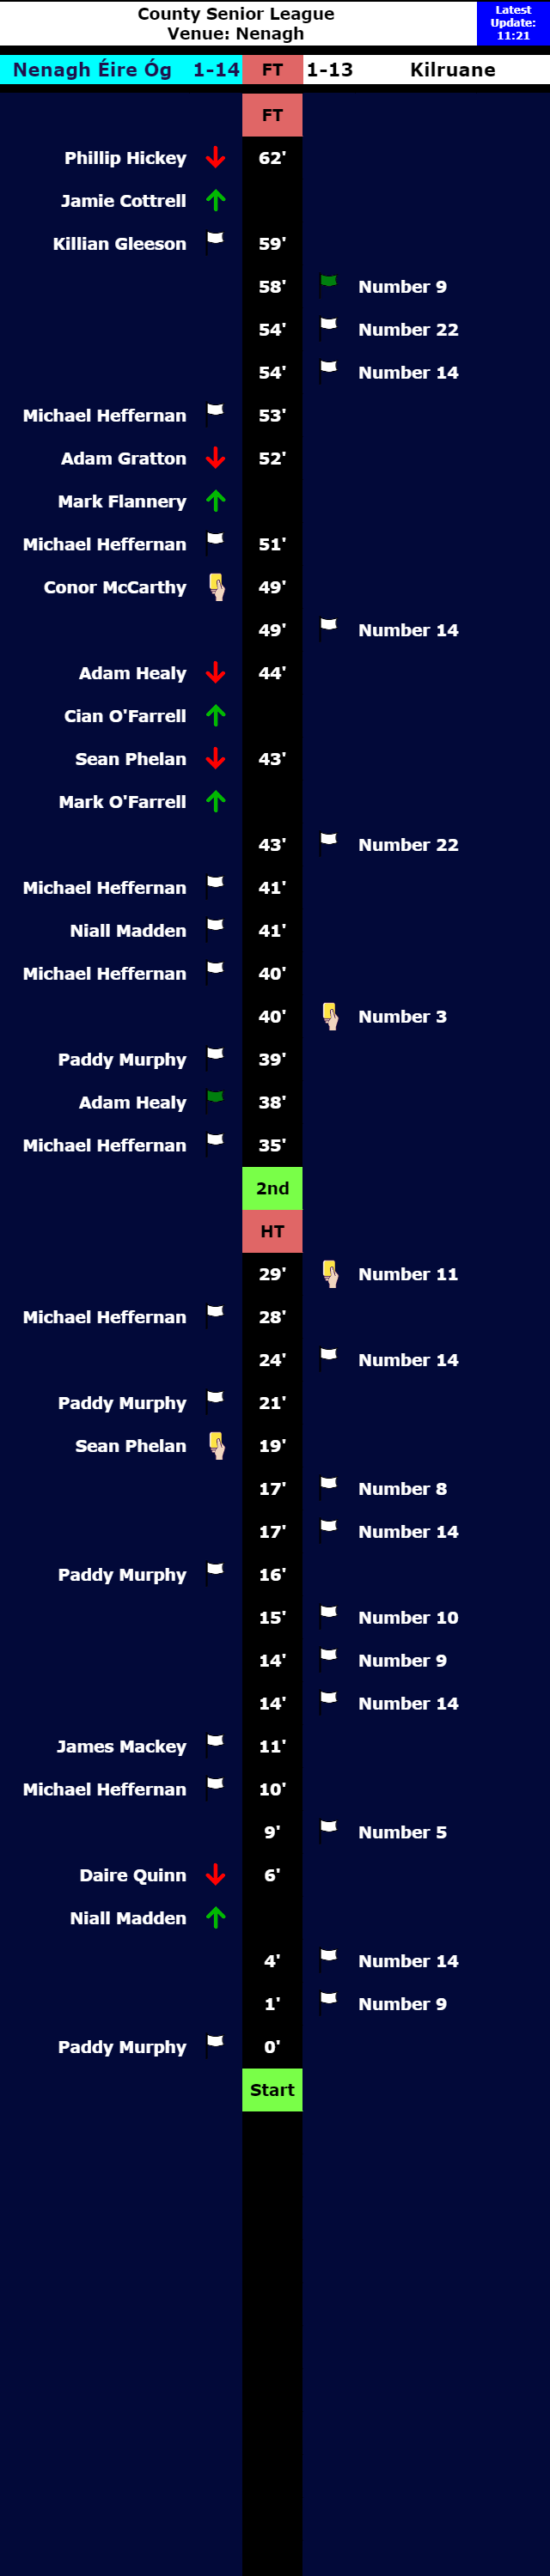 County Senior League
Venue: Nenagh
Latest
Update:
11:21
Nenagh Éire Óg 1-14 FT 1-13 Kilruane
FT
Phillip Hickey 62'
Jamie Cottrell
Killian Gleeson 59'
58' Number 9
54' Number 22
54' Number 14
Michael Heffernan 53'
Adam Gratton 52'
Mark Flannery
Michael Heffernan 51'
Conor McCarthy 49'
49' Number 14
Adam Healy 44'
Cian O'Farrell
Sean Phelan 43'
Mark O'Farrell
43' Number 22
Michael Heffernan 41'
Niall Madden 41'
Michael Heffernan 40'
40' Number 3
Paddy Murphy 39'
Adam Healy 38'
Michael Heffernan 35'
2nd
HT
29' Number 11
Michael Heffernan 28'
24' Number 14
Paddy Murphy 21'
Sean Phelan 19'
17' Number 8
17' Number 14
Paddy Murphy 16'
15' Number 10
14' Number 9
14' Number 14
James Mackey 11'
Michael Heffernan 10'
9' Number 5
Daire Quinn 6'
Niall Madden
4' Number 14
1' Number 9
Paddy Murphy 0'
Start